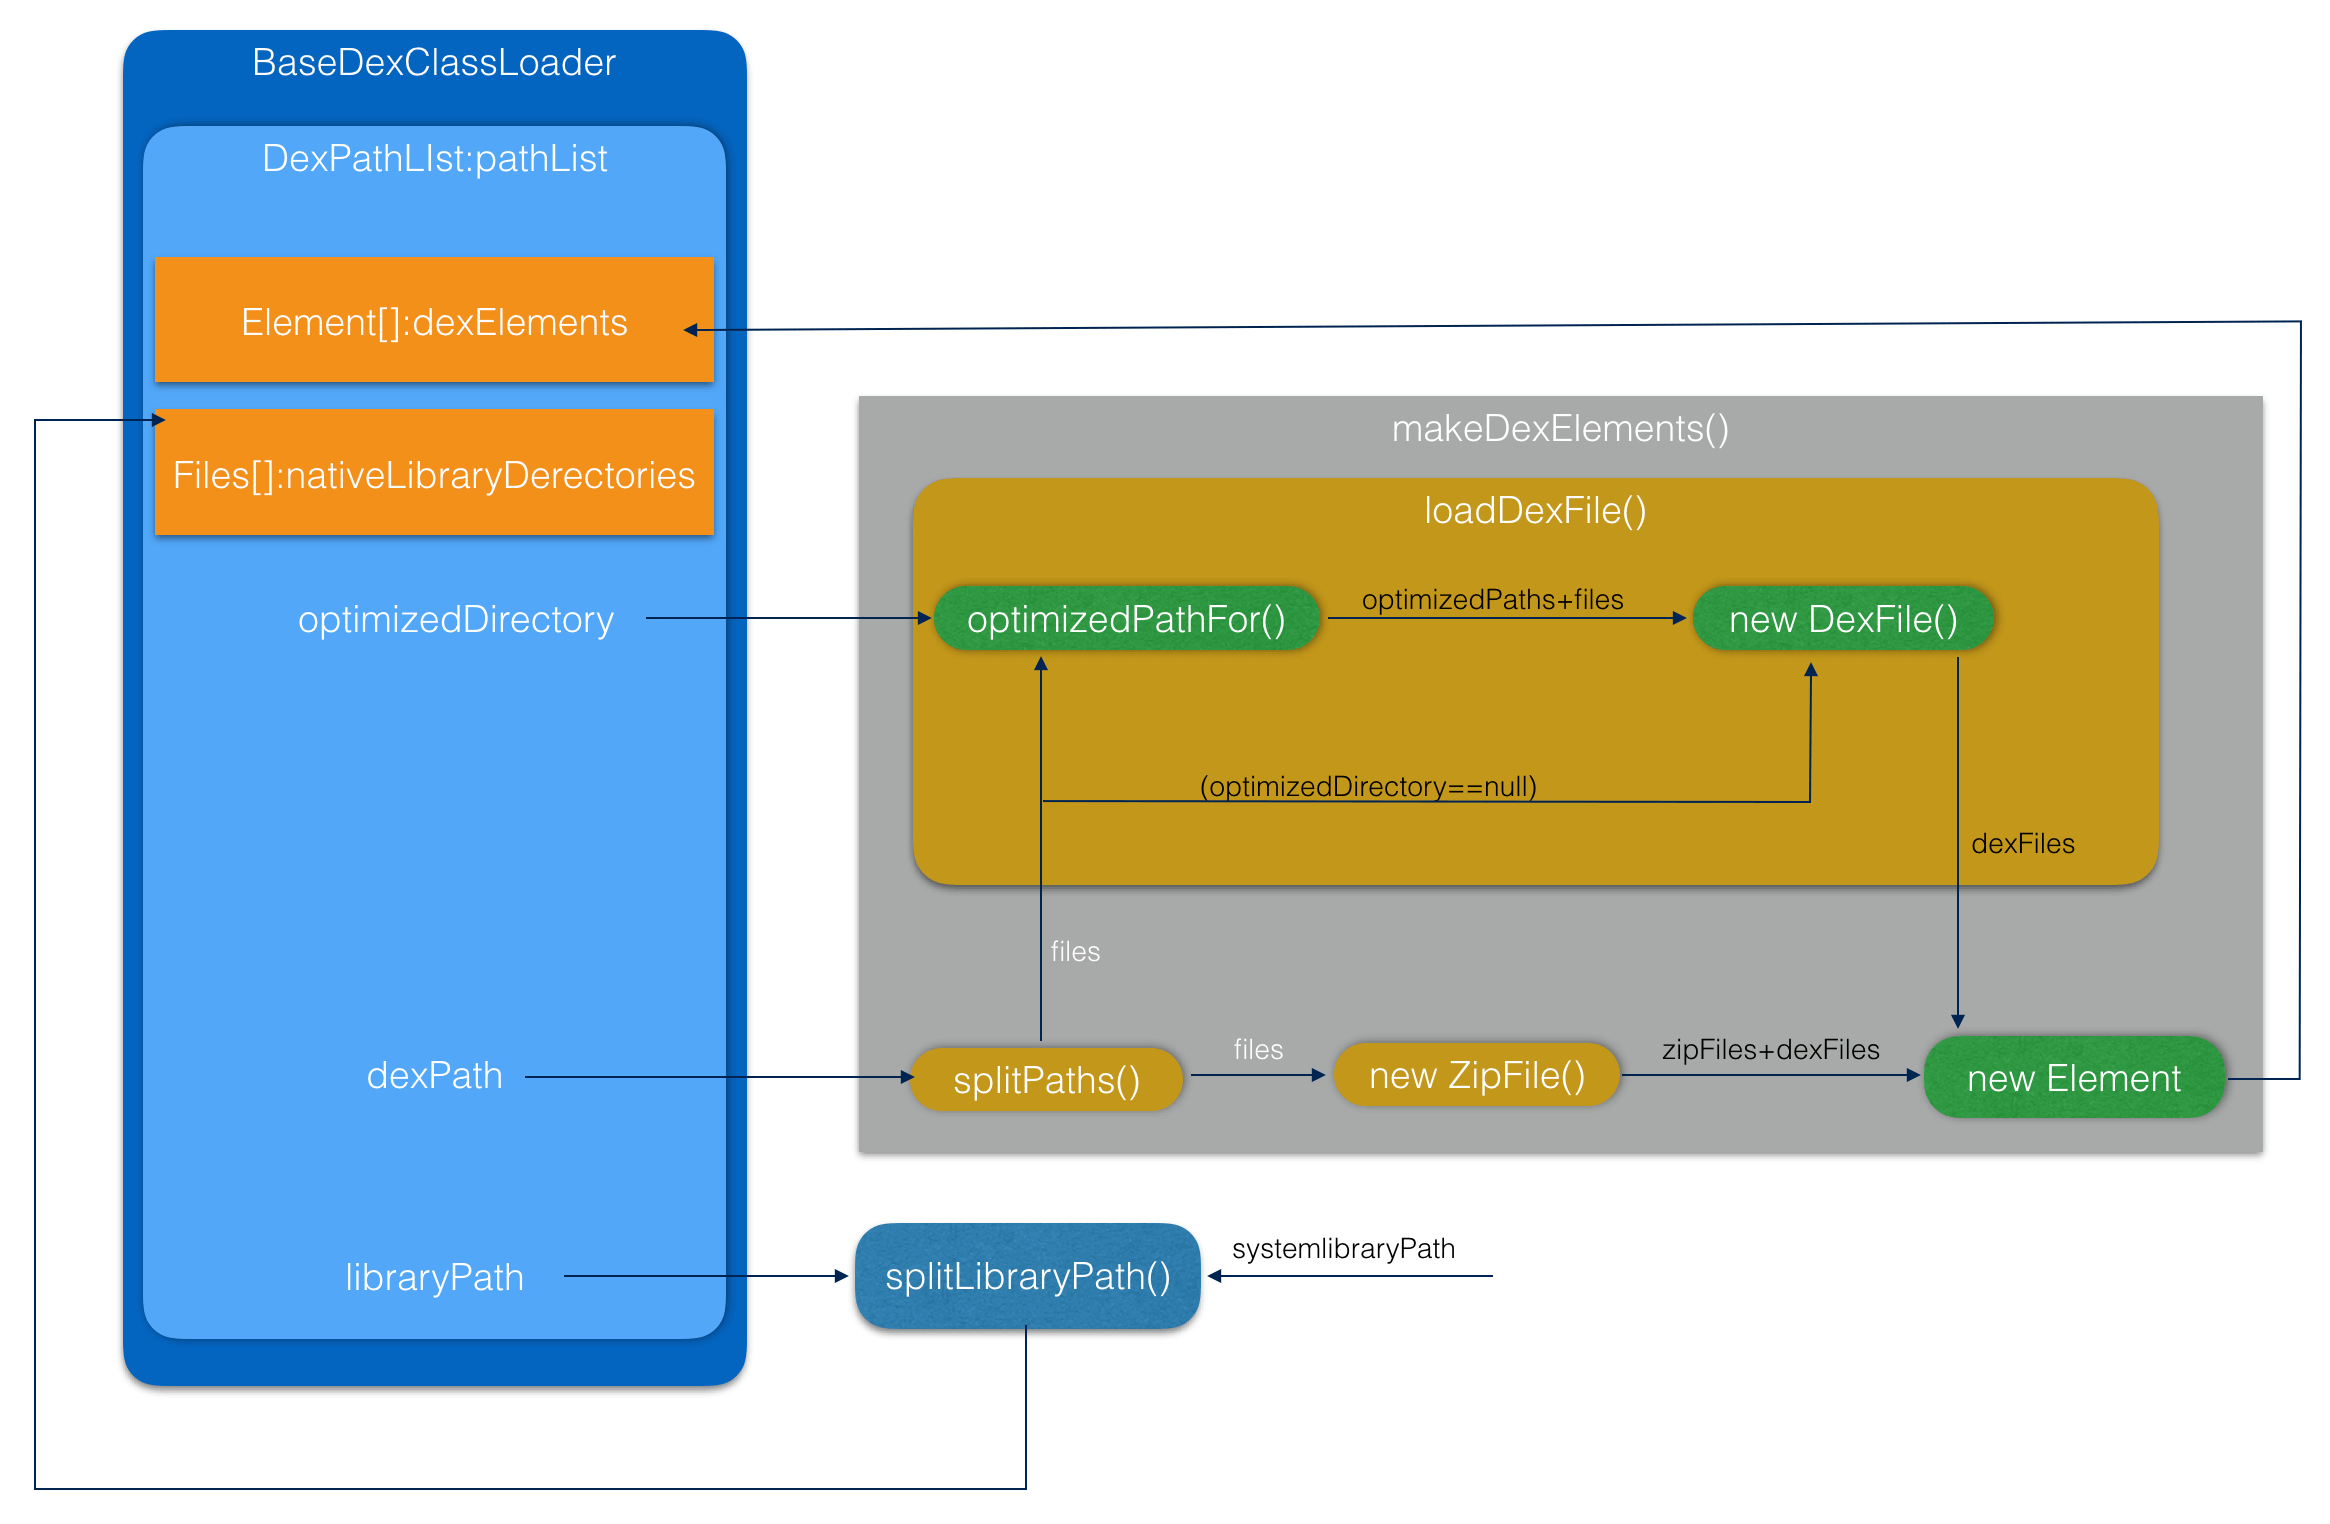 BaseDexClassLoader
DexPathLIst:pathList
Element[]:dexElements
Files[]:nativeLibraryDerectories
optimizedDirectory
dexPath
libraryPath
makeDexElements()
loadDexFile()
optimizedPathFor()
optimizedPaths+files
new DexFile()
(optimizedDirectory==null)
dexFiles
files
splitPaths()
files
new ZipFile()
zipFiles+dexFiles
new Element
splitLibraryPath()
systemlibraryPath